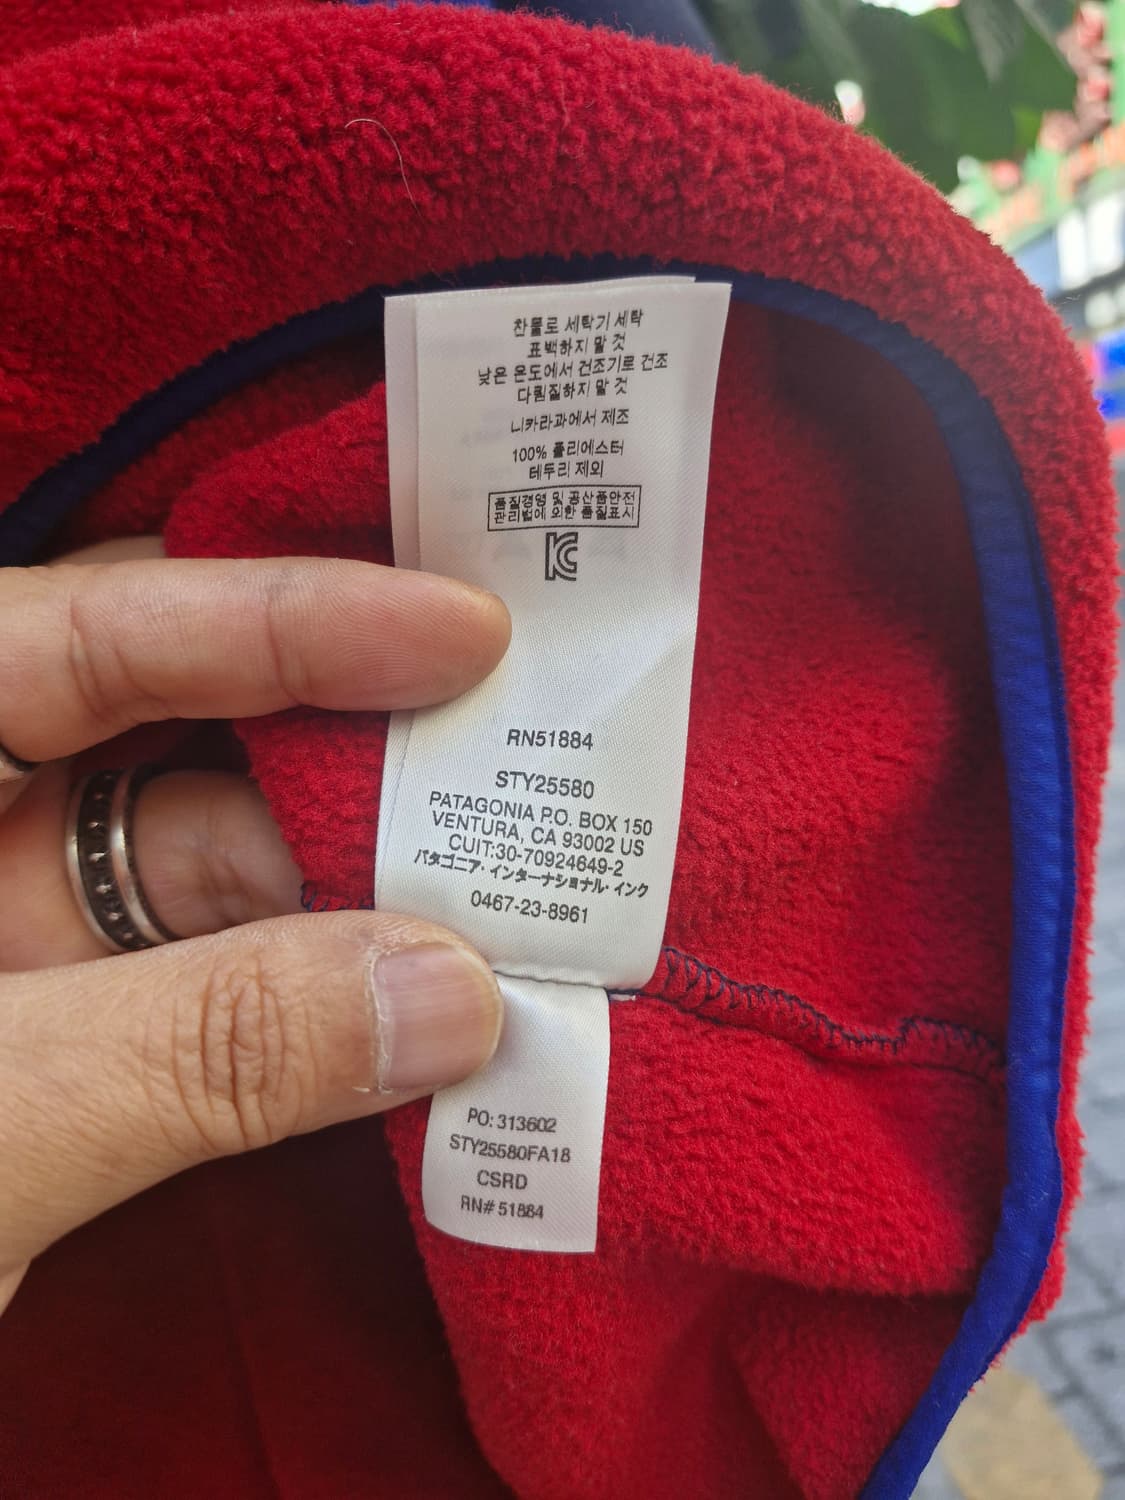 찬물로 세탁기 세탁
표백하지 말 것
낮은 온도에서 건조기로 건조
다림질하지 말 것
니카라과에서 제조
100% 폴리에스터
테두리 제외
품질경영 및 공산품안전
관리법에 의한 품질표시
RN51884
STY25580
PATAGONIA P.O. BOX 150
VENTURA, CA 93002 US
CUIT:30-70924649-2
パタゴニア・インターナショナル・インク
0467-23-8961
PO: 313602
STY25580FA18
CSRD
RN# 51884